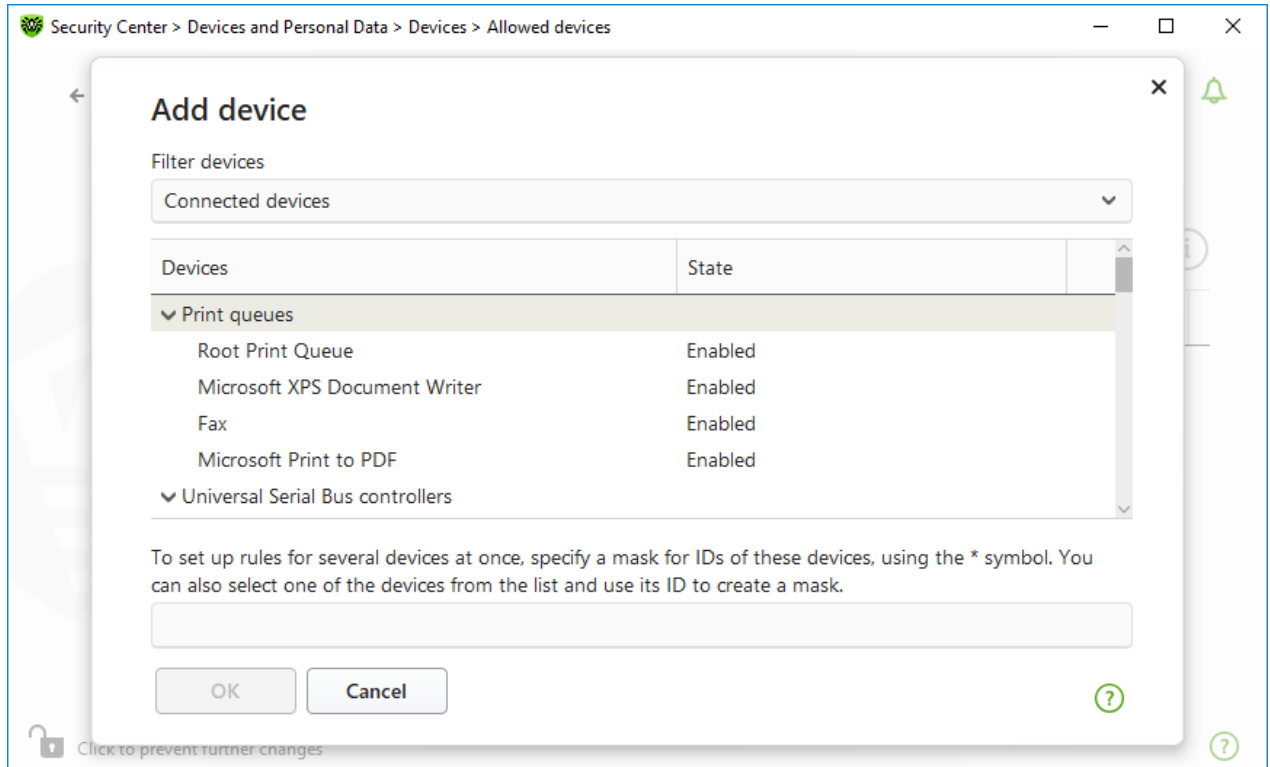 Security Center > Devices and Personal Data > Devices > Allowed devices
Add device
Filter devices
Connected devices
Devices State
Print queues
Root Print Queue Enabled
Microsoft XPS Document Writer Enabled
Fax Enabled
Microsoft Print to PDF Enabled
Universal Serial Bus controllers
To set up rules for several devices at once, specify a mask for IDs of these devices, using the * symbol. You
can also select one of the devices from the list and use its ID to create a mask.
OK Cancel
Click to prevent further changes